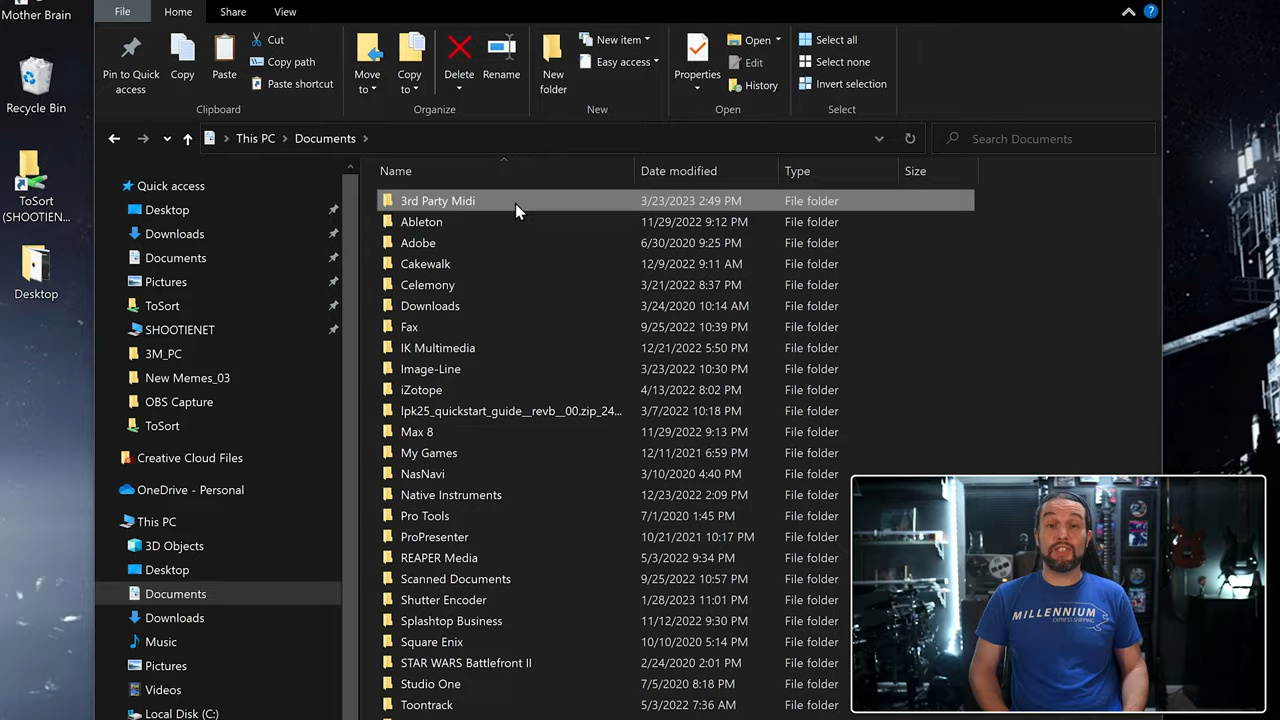 Mother Brain
Recycle Bin
ToSort
(SHOOTIEN...
Desktop
File Home Share View
Pin to Quick
access
Copy
Paste
Cut
Copy path
Paste shortcut
Clipboard
Move
to
Copy
to
Delete
Rename
Organize
New
folder
New item
Easy access
New
Properties
Open
Edit
History
Open
Select all
Select none
Invert selection
Select
This PC > Documents >
Search Documents
Quick access
Desktop
Downloads
Documents
Pictures
ToSort
SHOOTIENET
3M_PC
New Memes_03
OBS Capture
ToSort
Creative Cloud Files
OneDrive - Personal
This PC
3D Objects
Desktop
Documents
Downloads
Music
Pictures
Videos
Local Disk (C:)
Name Date modified Type Size
3rd Party Midi 3/23/2023 2:49 PM File folder
Ableton 11/29/2022 9:12 PM File folder
Adobe 6/30/2020 9:25 PM File folder
Cakewalk 12/9/2022 9:11 AM File folder
Celemony 3/21/2022 8:37 PM File folder
Downloads 3/24/2020 10:14 AM File folder
Fax 9/25/2022 10:39 PM File folder
IK Multimedia 12/21/2022 5:50 PM File folder
Image-Line 3/23/2022 10:30 PM File folder
iZotope 4/13/2022 8:02 PM File folder
lpk25_quickstart_guide__revb__00.zip_24... 3/7/2022 10:18 PM File folder
Max 8 11/29/2022 9:13 PM File folder
My Games 12/11/2021 6:59 PM File folder
NasNavi 3/10/2020 4:40 PM File folder
Native Instruments 12/23/2022 2:09 PM File folder
Pro Tools 7/1/2020 1:45 PM File folder
ProPresenter 10/21/2021 10:17 PM File folder
REAPER Media 5/3/2022 9:34 PM File folder
Scanned Documents 9/25/2022 10:57 PM File folder
Shutter Encoder 1/28/2023 11:01 PM File folder
Splashtop Business 11/12/2022 9:30 PM File folder
Square Enix 10/10/2020 5:14 PM File folder
STAR WARS Battlefront II 2/24/2020 2:01 PM File folder
Studio One 7/5/2020 8:18 PM File folder
Toontrack 5/3/2022 7:36 AM File folder
MILLENNIUM
EXPRESS SHIPPING